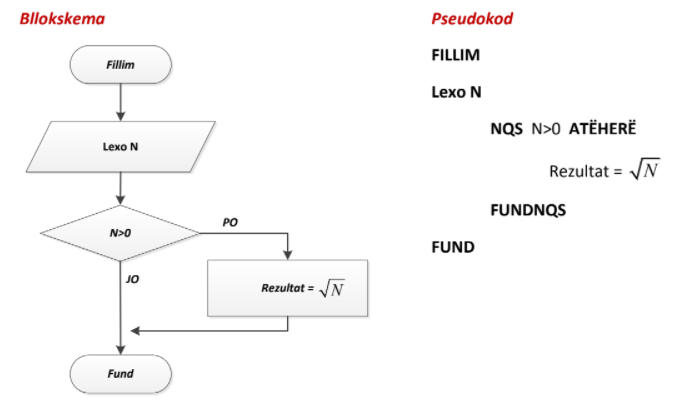 Bllokskema
Fillim
Lexo N
N>0
PO
JO
Rezultat = √N
Fund
Pseudokod
FILLIM
Lexo N
NQS N>0 ATËHERË
Rezultat = √N
FUNDNQS
FUND